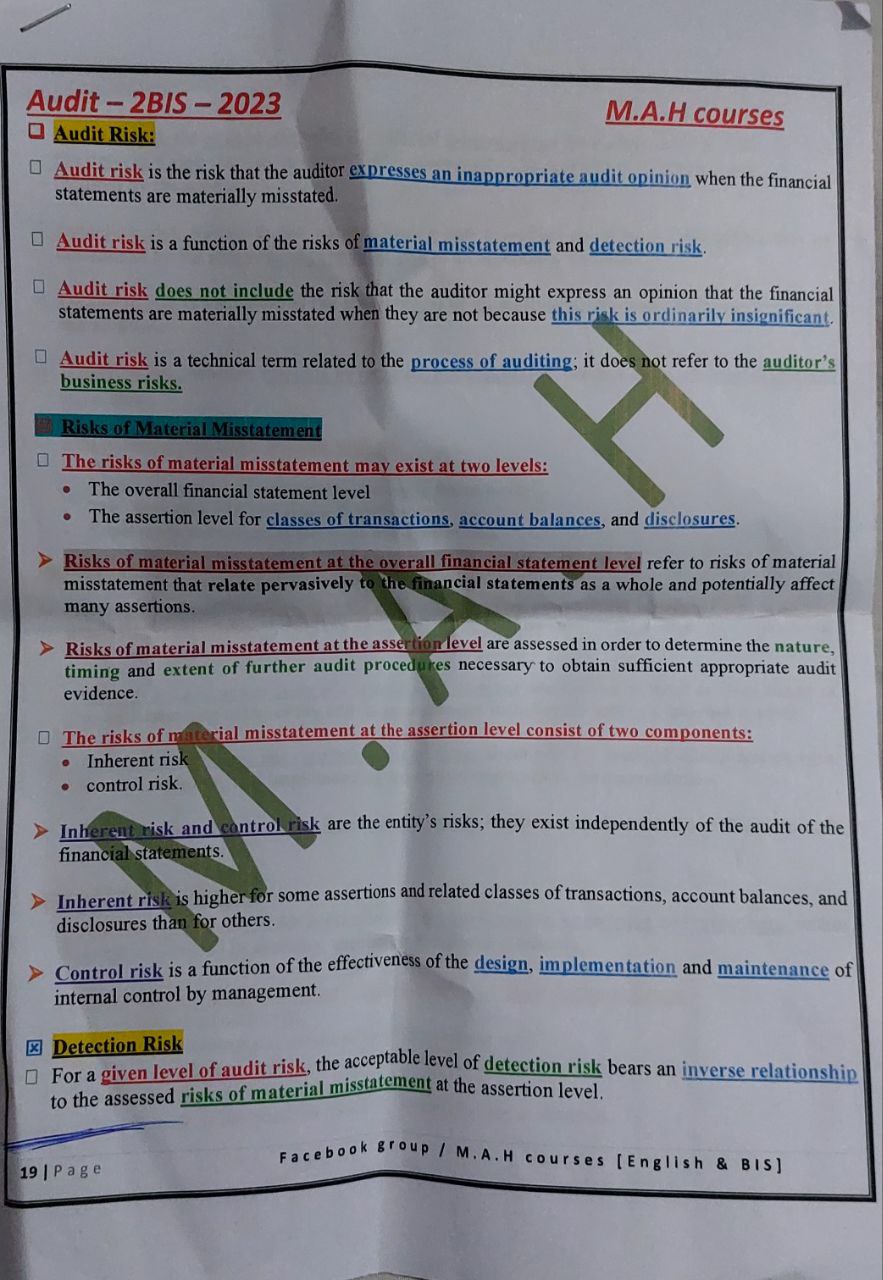 Audit – 2BIS – 2023 M.A.H courses
Audit Risk:
Audit risk is the risk that the auditor expresses an inappropriate audit opinion when the financial
statements are materially misstated.
Audit risk is a function of the risks of material misstatement and detection risk.
Audit risk does not include the risk that the auditor might express an opinion that the financial
statements are materially misstated when they are not because this risk is ordinarily insignificant.
Audit risk is a technical term related to the process of auditing; it does not refer to the auditor's
business risks.
Risks of Material Misstatement
The risks of material misstatement may exist at two levels:
• The overall financial statement level
• The assertion level for classes of transactions, account balances, and disclosures.
Risks of material misstatement at the overall financial statement level refer to risks of material
misstatement that relate pervasively to the financial statements as a whole and potentially affect
many assertions.
Risks of material misstatement at the assertion level are assessed in order to determine the nature,
timing and extent of further audit procedures necessary to obtain sufficient appropriate audit
evidence.
The risks of material misstatement at the assertion level consist of two components:
• Inherent risk
• control risk.
Inherent risk and control risk are the entity's risks; they exist independently of the audit of the
financial statements.
Inherent risk is higher for some assertions and related classes of transactions, account balances, and
disclosures than for others.
Control risk is a function of the effectiveness of the design, implementation and maintenance of
internal control by management.
Detection Risk
For a given level of audit risk, the acceptable level of detection risk bears an inverse relationship
to the assessed risks of material misstatement at the assertion level.
19 | Page Facebook group / M.A.H courses [English & BIS]
M.A.H